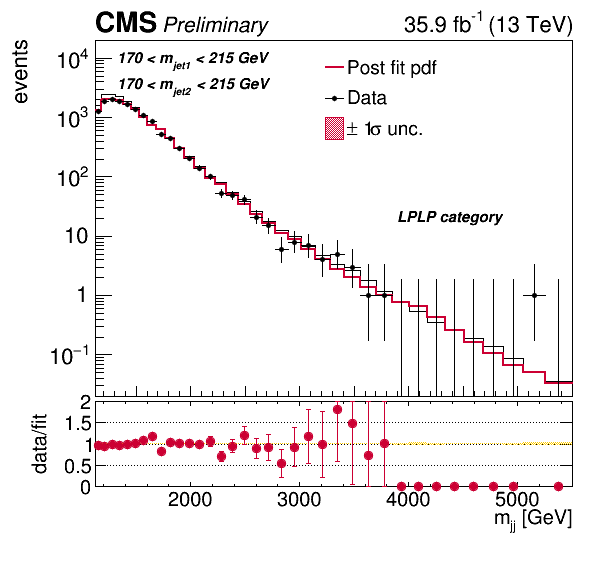 CMS Preliminary 35.9 fb⁻¹ (13 TeV)
events
10⁴
10³
10²
10
1
10⁻¹
170 < m_jet1 < 215 GeV
170 < m_jet2 < 215 GeV
Post fit pdf
Data
± 1σ unc.
LPLP category
data/fit
2
1.5
1
0.5
0
2000 3000 4000 5000
m_jj [GeV]